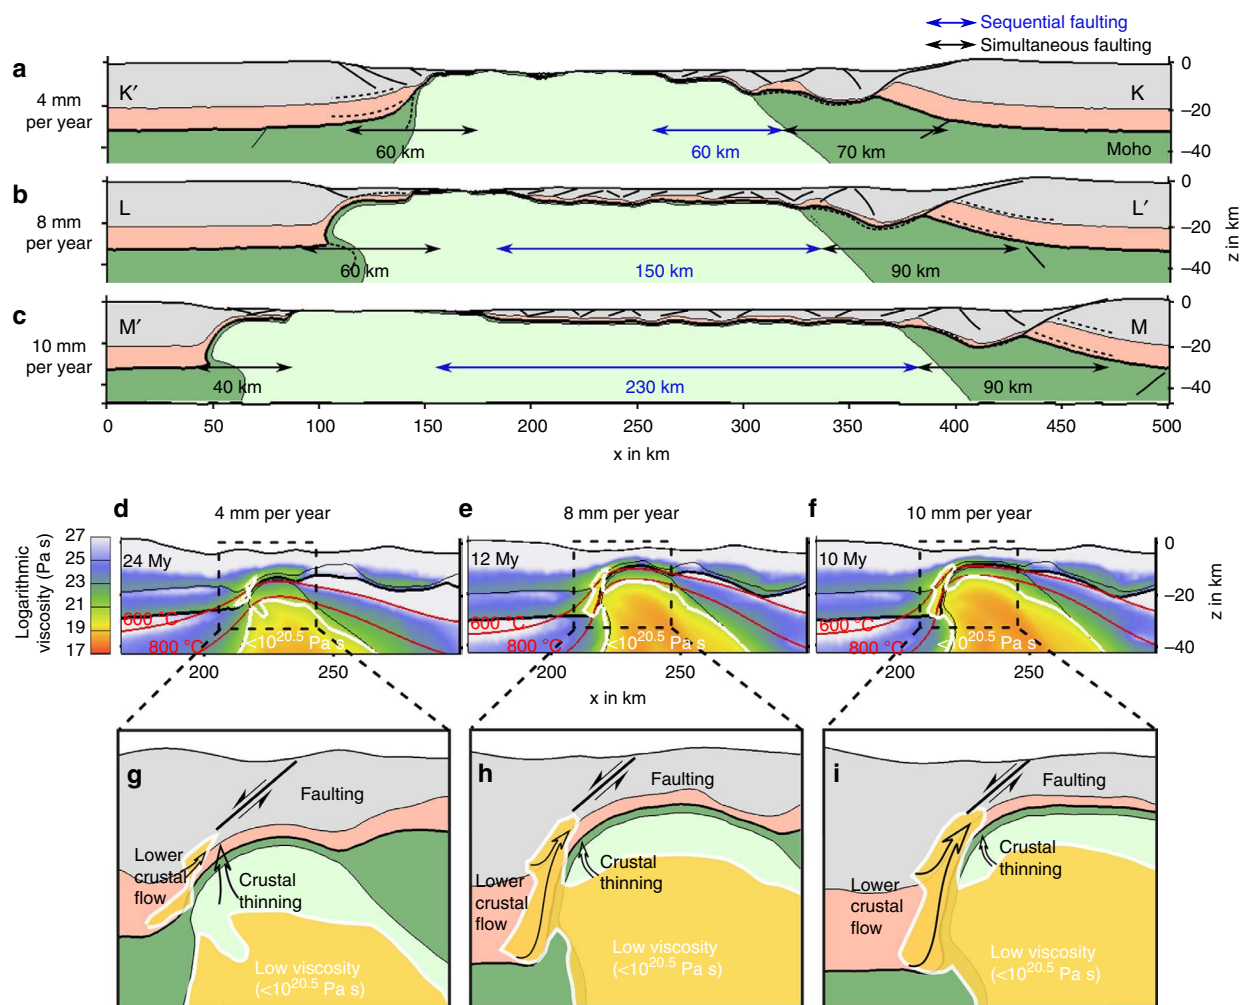 Sequential faulting
Simultaneous faulting
a
4 mm
per year
K′
K
Moho
60 km
60 km
70 km
0
–20
–40
b
8 mm
per year
L
L′
60 km
150 km
90 km
0
–20
–40
z in km
c
10 mm
per year
M′
M
40 km
230 km
90 km
0
–20
–40
0 50 100 150 200 250 300 350 400 450 500
x in km
d
4 mm per year
e
8 mm per year
f
10 mm per year
Logarithmic
viscosity (Pa s)
27
25
23
21
19
17
24 My
600 °C
800 °C
<10^20.5 Pa s
200 250
12 My
600 °C
800 °C
<10^20.5 Pa s
200 250
10 My
600 °C
800 °C
<10^20.5 Pa s
200 250
0
–20
–40
z in km
x in km
g
Faulting
Lower
crustal
flow
Crustal
thinning
Low viscosity
(<10^20.5 Pa s)
h
Faulting
Lower
crustal
flow
Crustal
thinning
Low viscosity
(<10^20.5 Pa s)
i
Faulting
Lower
crustal
flow
Crustal
thinning
Low viscosity
(<10^20.5 Pa s)